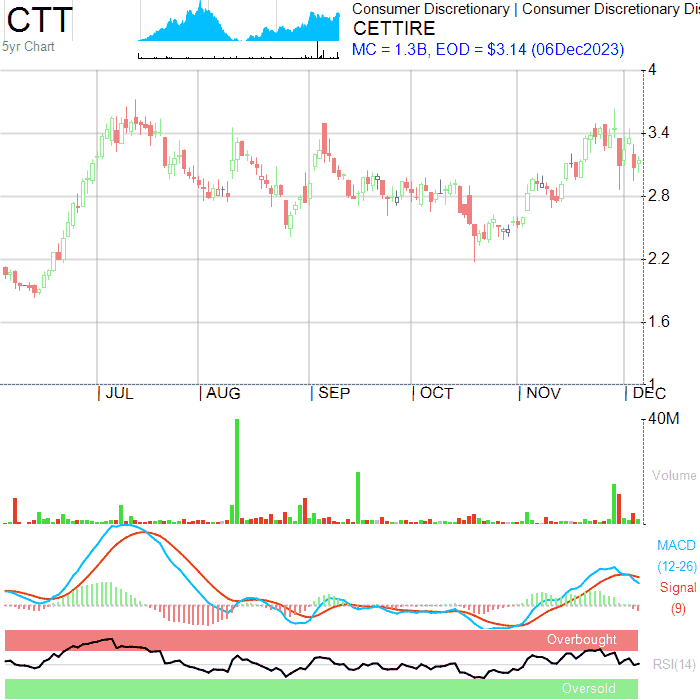 CTT
5yr Chart
Consumer Discretionary | Consumer Discretionary Dis
CETTIRE
MC = 1.3B, EOD = $3.14 (06Dec2023)
4
3.4
2.8
2.2
1.6
1
| JUL | AUG | SEP | OCT | NOV | DEC
40M
Volume
MACD
(12-26)
Signal
(9)
Overbought
RSI(14)
Oversold